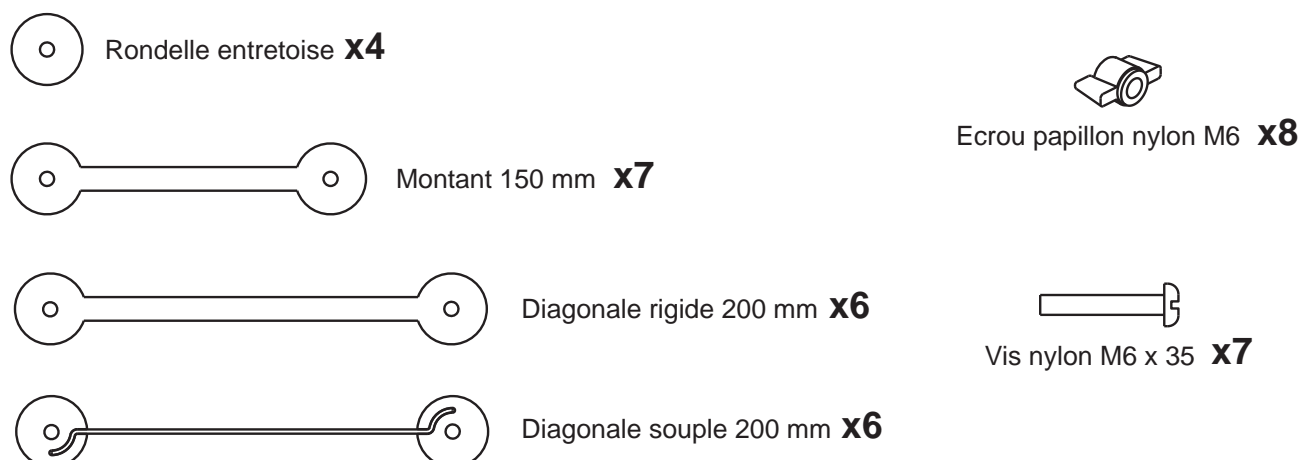 Rondelle entretoise x4
Ecrou papillon nylon M6 x8
Montant 150 mm x7
Diagonale rigide 200 mm x6
Vis nylon M6 x 35 x7
Diagonale souple 200 mm x6